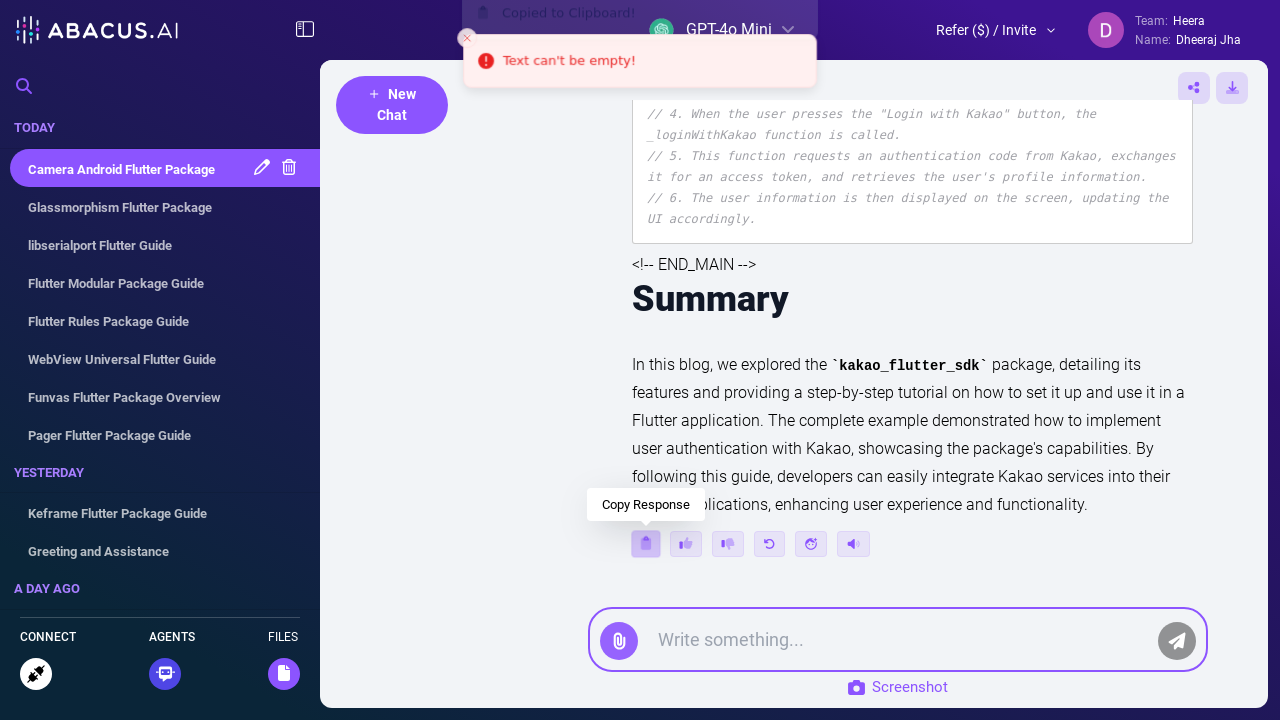 ABACUS.AI
Copied to Clipboard!
GPT-4o Mini
Text can't be empty!
Refer ($) / Invite
D
Team: Heera
Name: Dheeraj Jha
TODAY
Camera Android Flutter Package
Glassmorphism Flutter Package
libserialport Flutter Guide
Flutter Modular Package Guide
Flutter Rules Package Guide
WebView Universal Flutter Guide
Funvas Flutter Package Overview
Pager Flutter Package Guide
YESTERDAY
Keframe Flutter Package Guide
Greeting and Assistance
A DAY AGO
CONNECT
AGENTS
FILES
+ New
Chat
// 4. When the user presses the "Login with Kakao" button, the
_loginWithKakao function is called.
// 5. This function requests an authentication code from Kakao, exchanges
it for an access token, and retrieves the user's profile information.
// 6. The user information is then displayed on the screen, updating the
UI accordingly.
<!-- END_MAIN -->
Summary
In this blog, we explored the `kakao_flutter_sdk` package, detailing its
features and providing a step-by-step tutorial on how to set it up and use it in a
Flutter application. The complete example demonstrated how to implement
user authentication with Kakao, showcasing the package's capabilities. By
following this guide, developers can easily integrate Kakao services into their
plications, enhancing user experience and functionality.
Copy Response
Write something...
Screenshot